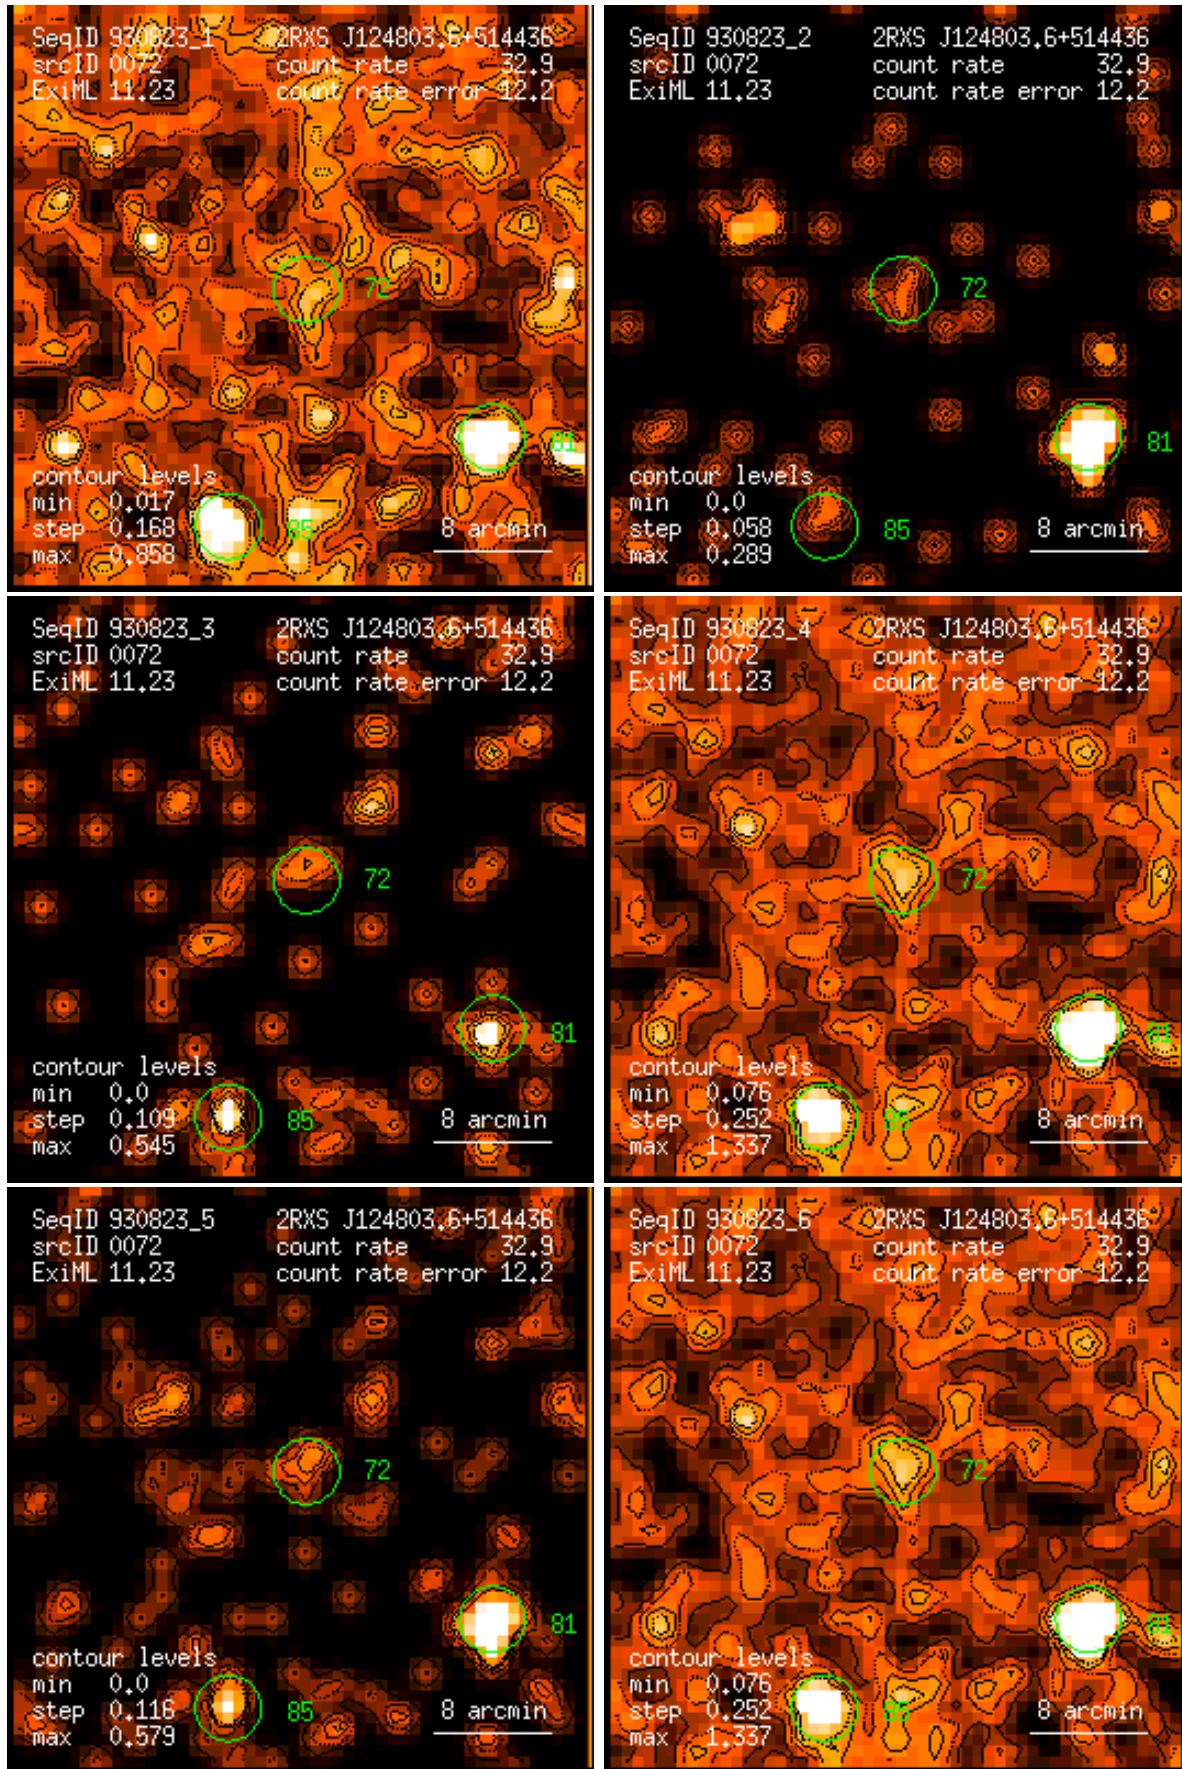 SeqID 930823_1 2RXS J124803.6+514436
srcID 0072 count rate 32.9
ExiML 11.23 count rate error 12.2
72
81
contour levels
min 0.017
step 0.168 85 8 arcmin
max 0.858
SeqID 930823_2 2RXS J124803.6+514436
srcID 0072 count rate 32.9
ExiML 11.23 count rate error 12.2
72
81
contour levels
min 0.0
step 0.058 85 8 arcmin
max 0.289
SeqID 930823_3 2RXS J124803.6+514436
srcID 0072 count rate 32.9
ExiML 11.23 count rate error 12.2
72
81
contour levels
min 0.0
step 0.109 85 8 arcmin
max 0.545
SeqID 930823_4 2RXS J124803.6+514436
srcID 0072 count rate 32.9
ExiML 11.23 count rate error 12.2
72
81
contour levels
min 0.076
step 0.252 85 8 arcmin
max 1.337
SeqID 930823_5 2RXS J124803.6+514436
srcID 0072 count rate 32.9
ExiML 11.23 count rate error 12.2
72
81
contour levels
min 0.0
step 0.116 85 8 arcmin
max 0.579
SeqID 930823_6 2RXS J124803.6+514436
srcID 0072 count rate 32.9
ExiML 11.23 count rate error 12.2
72
81
contour levels
min 0.076
step 0.252 85 8 arcmin
max 1.337